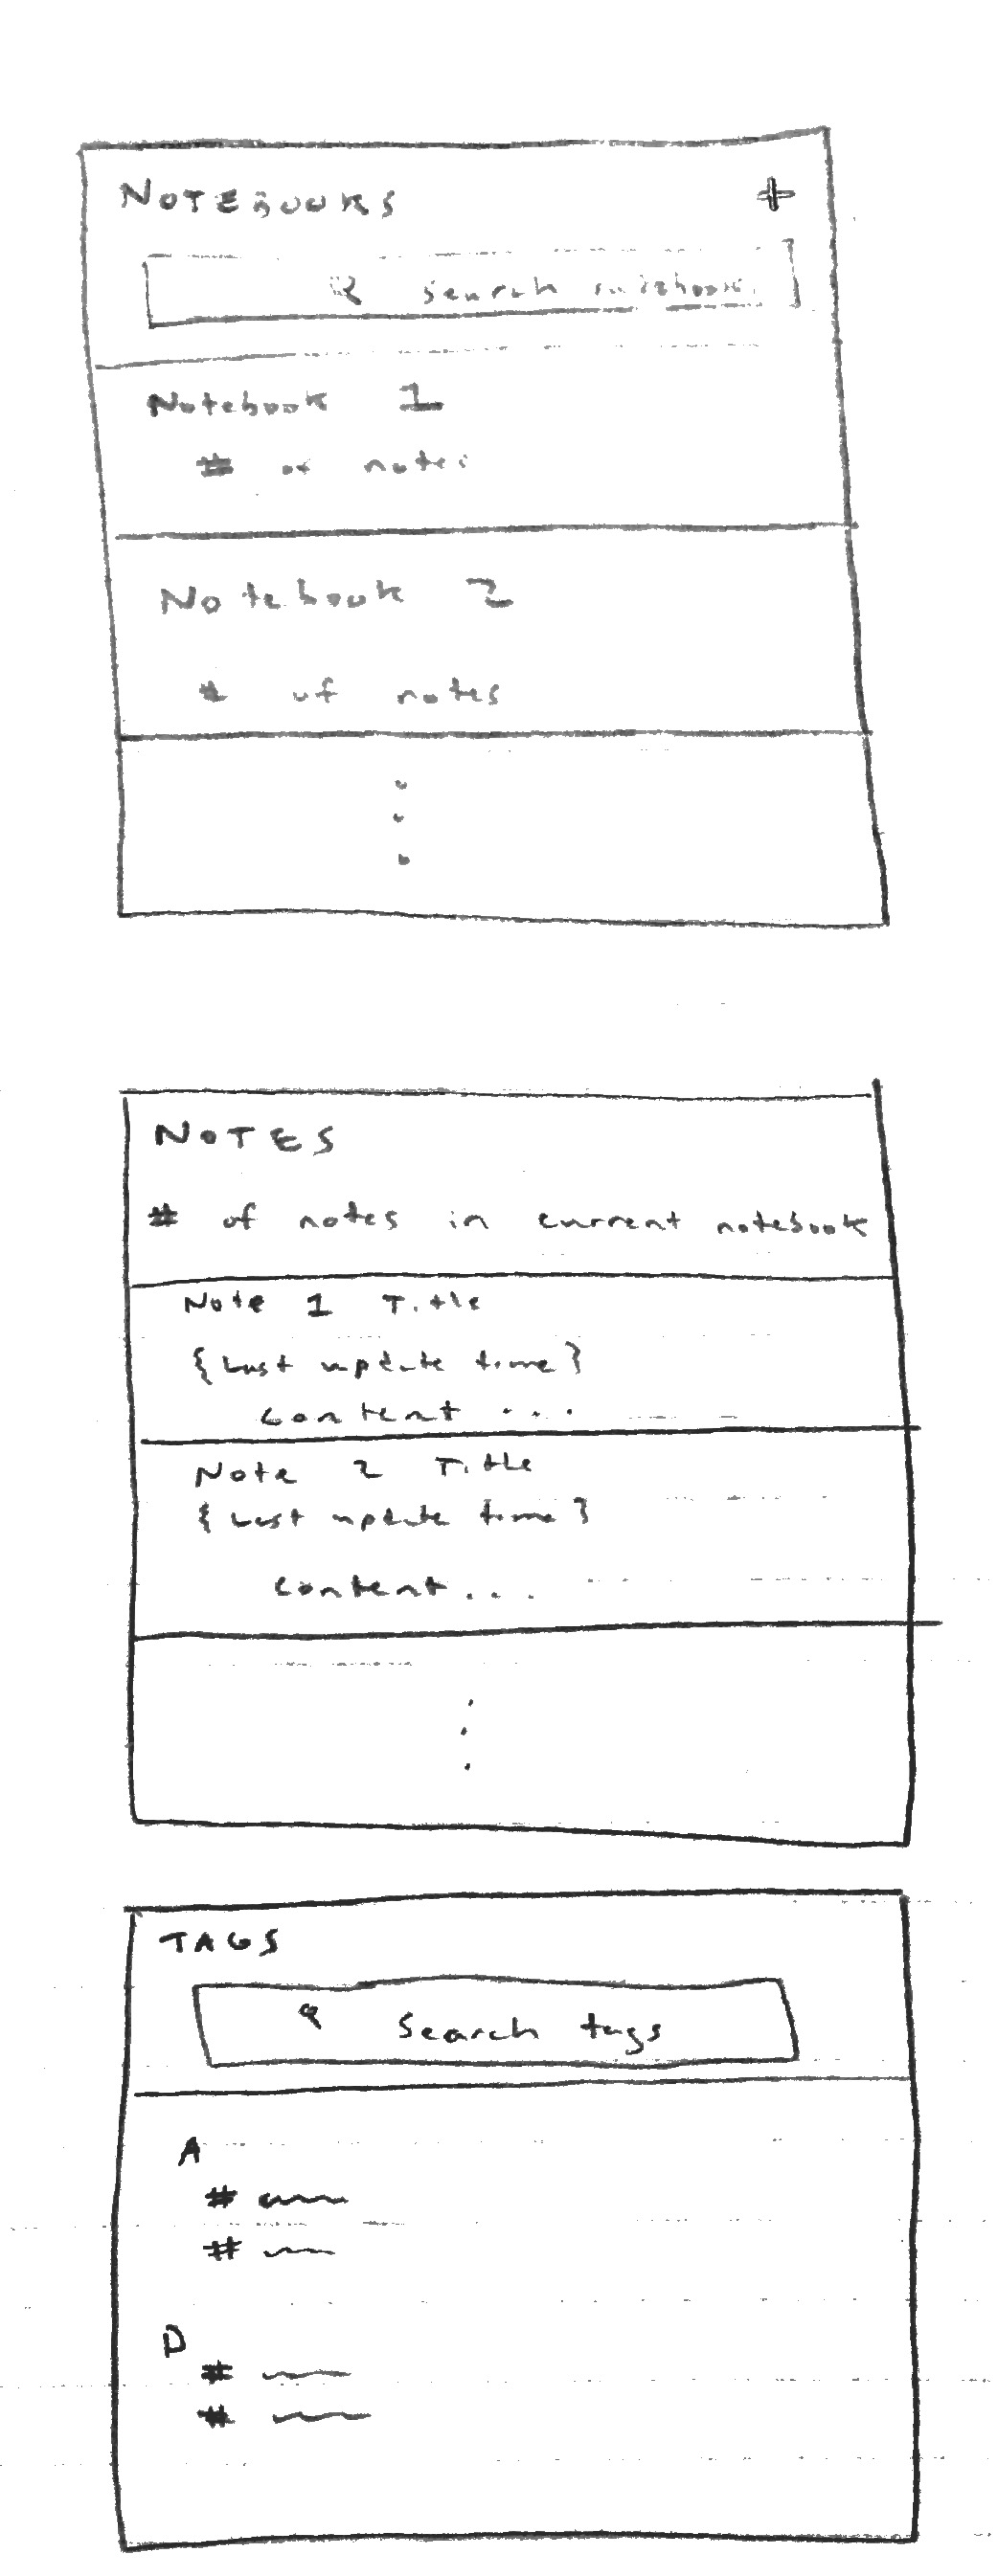 NOTEBOOKS +
Search notebooks
Notebook 1
# of notes
Notebook 2
# of notes
NOTES
# of notes in current notebook
Note 1 Title
{Last update time}
Content ...
Note 2 Title
{Last update time}
Content...
TAGS
Search tags
A
#
#
D
#
#